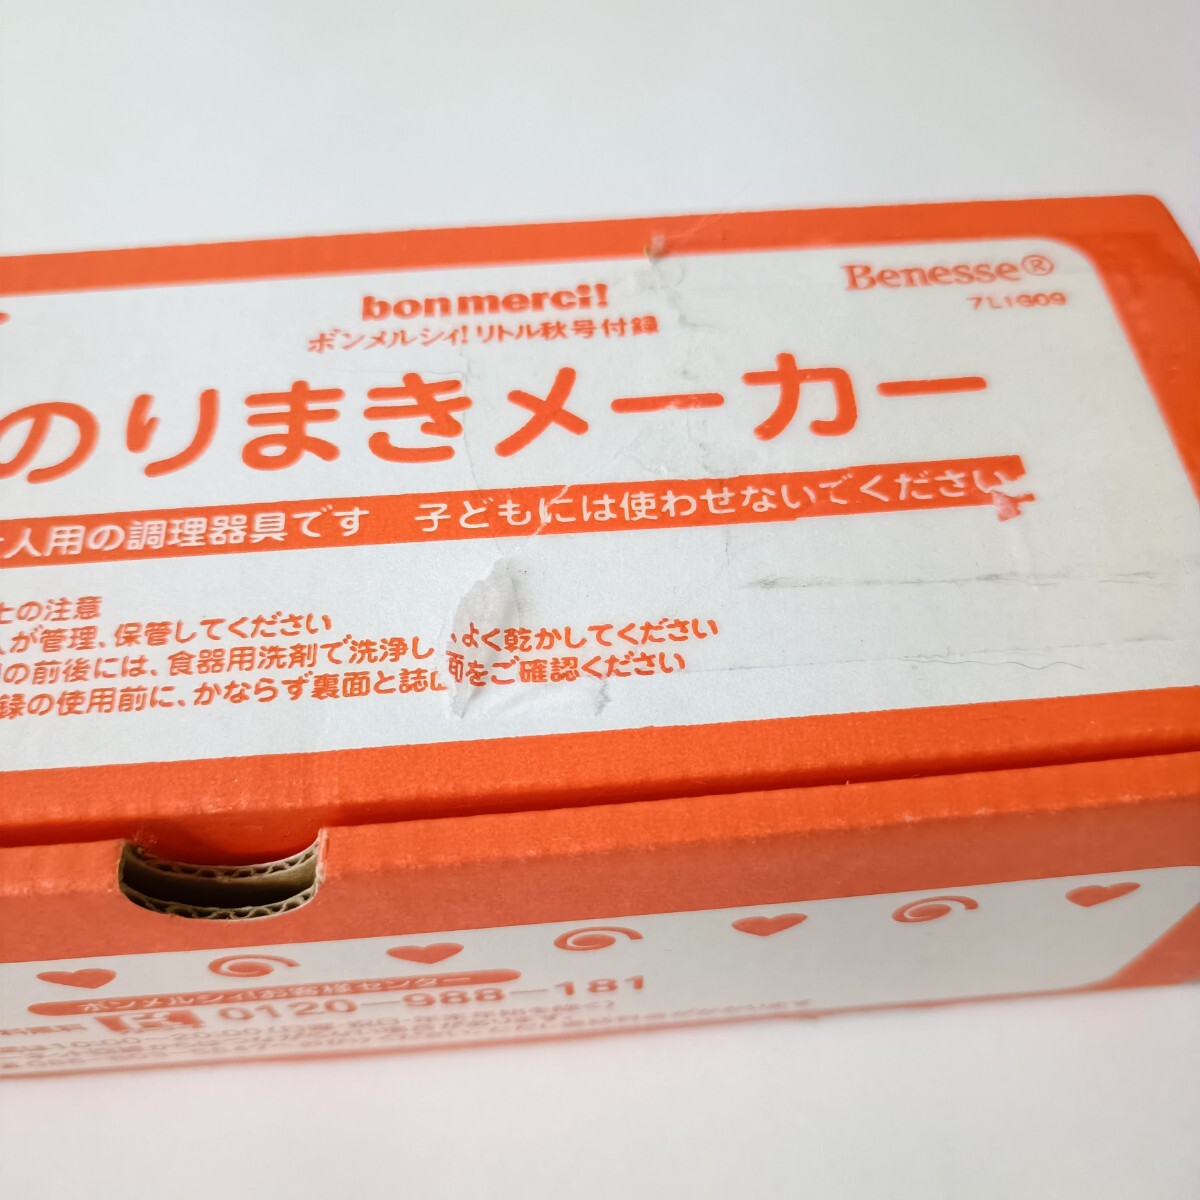 bonmerci!
Benesse®
7L1909
ボンメルシィ!リトル秋号付録
のりまきメーカー
人用の調理器具です 子どもには使わせないでください
の注意
が管理、保管してください
の前後には、食器用洗剤で洗浄し よく乾かしてください
録の使用前に、かならず裏面と誌面をご確認ください
ボンメルシィ!お客様センター
0120-988-181